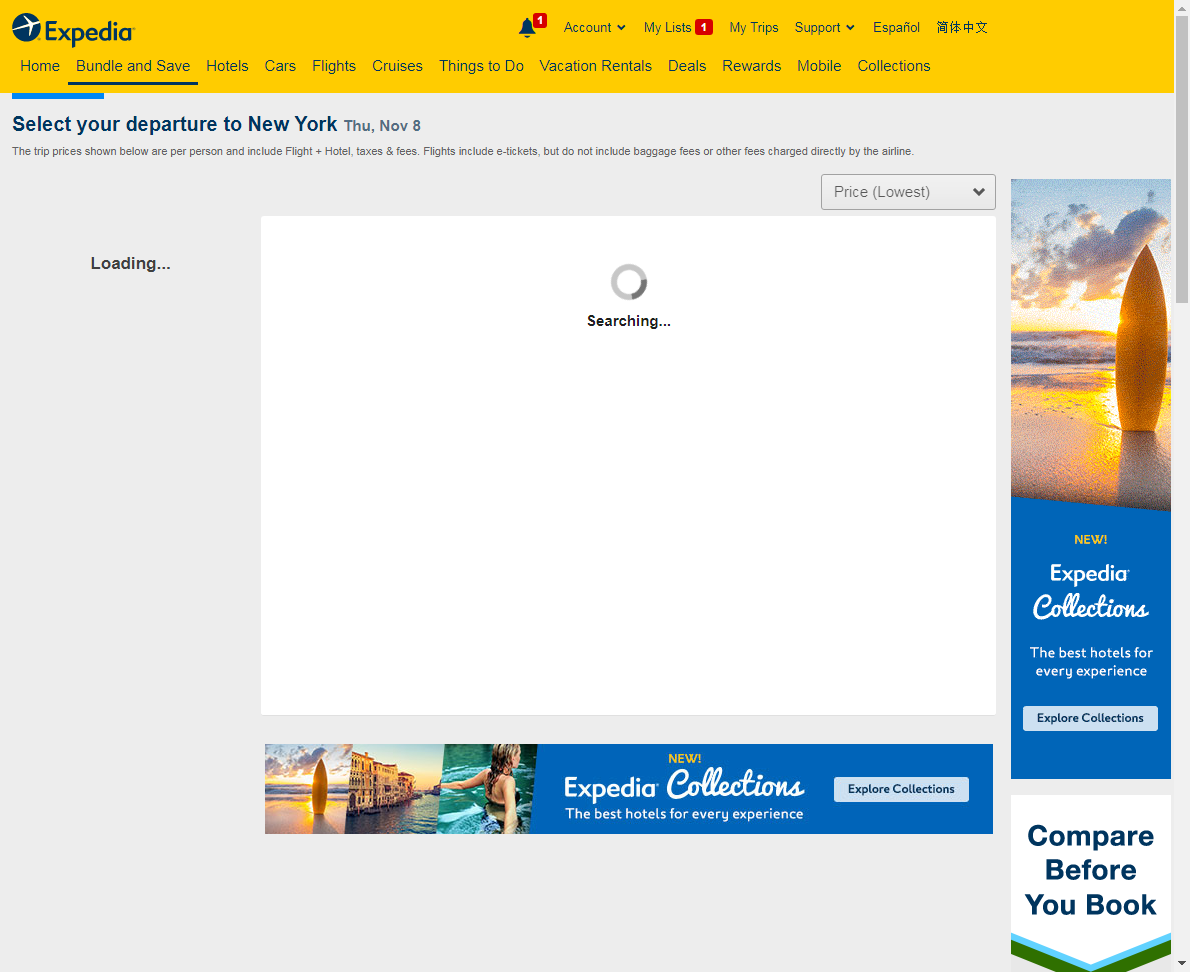 Expedia
1
Account
My Lists 1
My Trips
Support
Español
简体中文
Home
Bundle and Save
Hotels
Cars
Flights
Cruises
Things to Do
Vacation Rentals
Deals
Rewards
Mobile
Collections
Select your departure to New York Thu, Nov 8
The trip prices shown below are per person and include Flight + Hotel, taxes & fees. Flights include e-tickets, but do not include baggage fees or other fees charged directly by the airline.
Price (Lowest)
Loading...
Searching...
NEW!
Expedia
Collections
The best hotels for
every experience
Explore Collections
NEW!
Expedia Collections
The best hotels for every experience
Explore Collections
Compare
Before
You Book